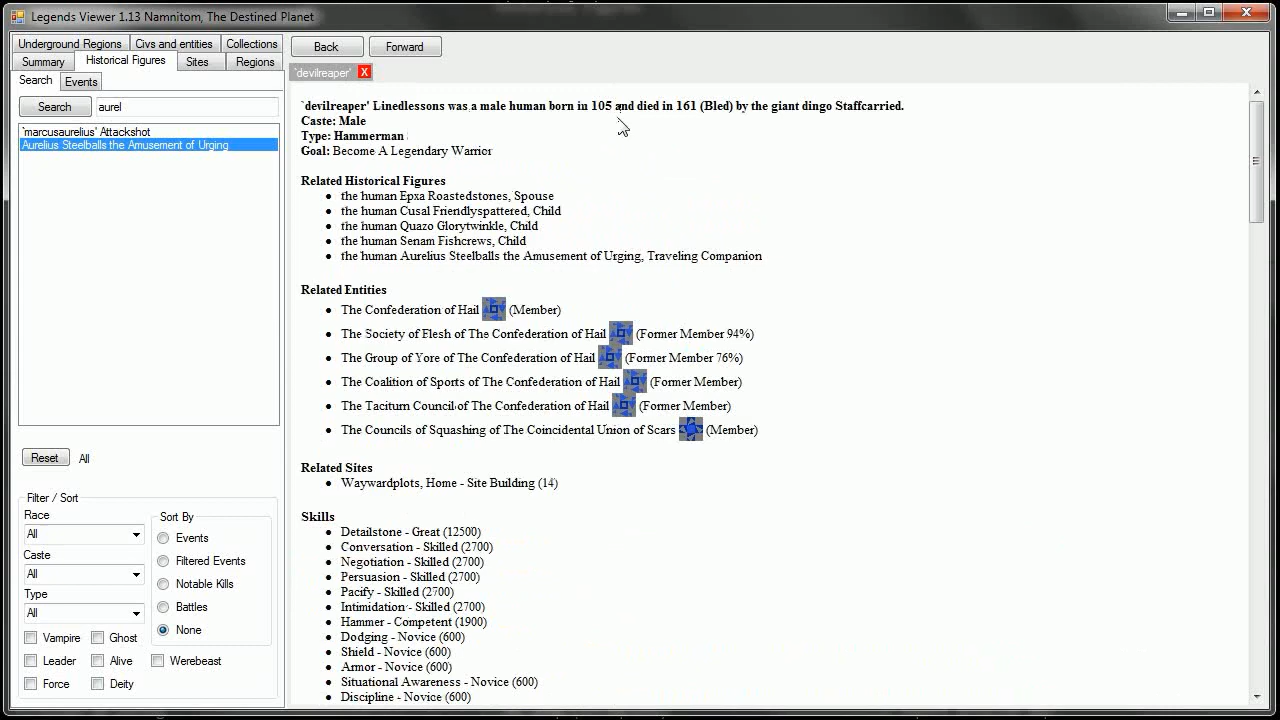 Legends Viewer 1.13 Namnitom, The Destined Planet
Underground Regions Civs and entities Collections
Summary Historical Figures Sites Regions
Search Events
Search aurel
`marcusaurelius' Attackshot
Aurelius Steelballs the Amusement of Urging
Reset All
Filter / Sort
Race
All
Caste
All
Type
All
Sort By
Events
Filtered Events
Notable Kills
Battles
None
Vampire Ghost
Leader Alive Werebeast
Force Deity
Back Forward
`devilreaper` X
`devilreaper' Linedlessons was a male human born in 105 and died in 161 (Bled) by the giant dingo Staffcarried.
Caste: Male
Type: Hammerman
Goal: Become A Legendary Warrior
Related Historical Figures
the human Epxa Roastedstones, Spouse
the human Cusal Friendlyspattered, Child
the human Quazo Glorytwinkle, Child
the human Senam Fishcrews, Child
the human Aurelius Steelballs the Amusement of Urging, Traveling Companion
Related Entities
The Confederation of Hail (Member)
The Society of Flesh of The Confederation of Hail (Former Member 94%)
The Group of Yore of The Confederation of Hail (Former Member 76%)
The Coalition of Sports of The Confederation of Hail (Former Member)
The Taciturn Council of The Confederation of Hail (Former Member)
The Councils of Squashing of The Coincidental Union of Scars (Member)
Related Sites
Waywardplots, Home - Site Building (14)
Skills
Detailstone - Great (12500)
Conversation - Skilled (2700)
Negotiation - Skilled (2700)
Persuasion - Skilled (2700)
Pacify - Skilled (2700)
Intimidation - Skilled (2700)
Hammer - Competent (1900)
Dodging - Novice (600)
Shield - Novice (600)
Armor - Novice (600)
Situational Awareness - Novice (600)
Discipline - Novice (600)